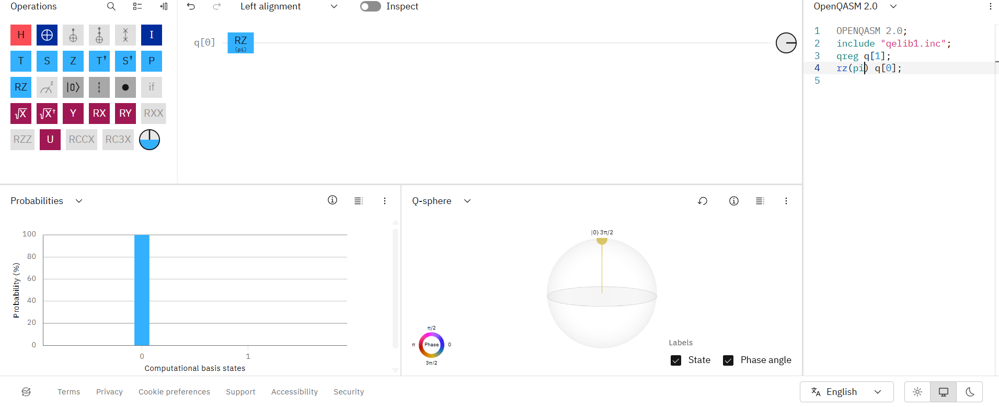 Operations
H
I
T S Z T† S† P
RZ z |0⟩ if
√X √X† Y RX RY RXX
RZZ U RCCX RC3X
Left alignment Inspect
q[0] RZ
(pi)
OpenQASM 2.0
1 OPENQASM 2.0;
2 include "qelib1.inc";
3 qreg q[1];
4 rz(pi) q[0];
5
Probabilities
100
80
60
40
20
0
Probability (%)
0 1
Computational basis states
Q-sphere
|0⟩ 3π/2
π/2
π Phase 0
3π/2
Labels
State Phase angle
Terms Privacy Cookie preferences Support Accessibility Security
文A English